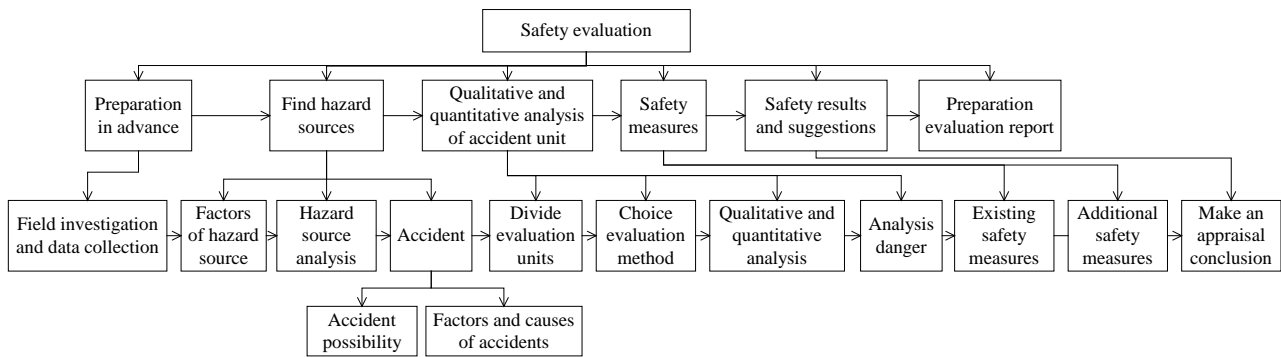 Safety evaluation
Preparation
in advance
Find hazard
sources
Qualitative and
quantitative analysis
of accident unit
Safety
measures
Safety results
and suggestions
Preparation
evaluation report
Field investigation
and data collection
Factors
of hazard
source
Hazard
source
analysis
Accident
Divide
evaluation
units
Choice
evaluation
method
Qualitative and
quantitative
analysis
Analysis
danger
Existing
safety
measures
Additional
safety
measures
Make an
appraisal
conclusion
Accident
possibility
Factors and causes
of accidents